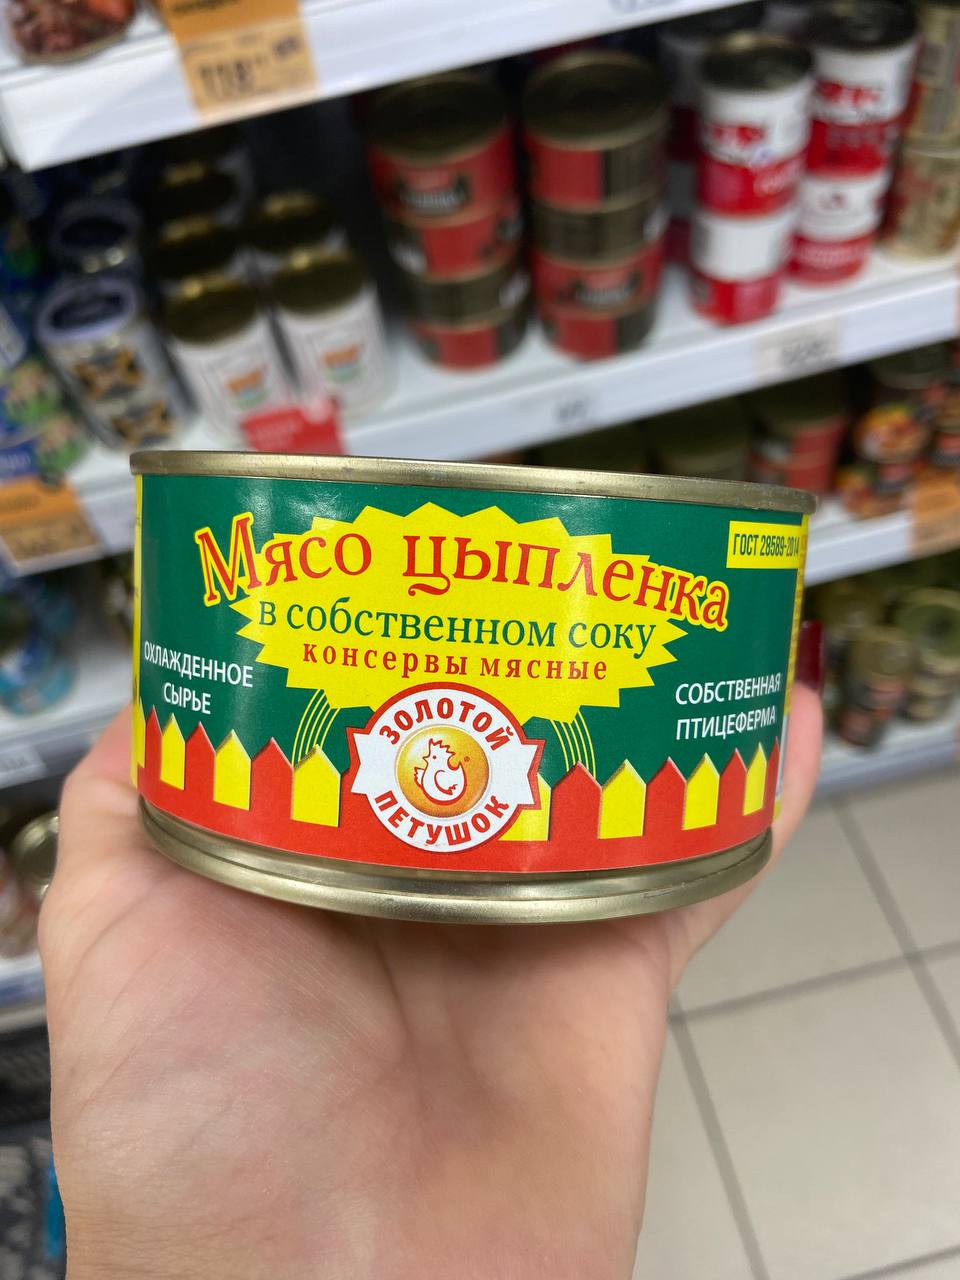 Мясо цыпленка
в собственном соку
консервы мясные
ГОСТ 28589-2014
ОХЛАЖДЕННОЕ
СЫРЬЕ
СОБСТВЕННАЯ
ПТИЦЕФЕРМА
ЗОЛОТОЙ
ПЕТУШОК